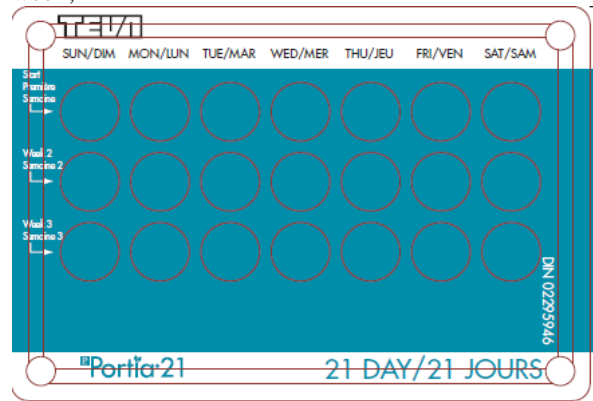 TEVA
SUN/DIM MON/LUN TUE/MAR WED/MER THU/JEU FRI/VEN SAT/SAM
Start
Première
Semaine
Week 2
Semaine 2
Week 3
Semaine 3
DIN 02295946
P Portia 21
21 DAY/21 JOURS